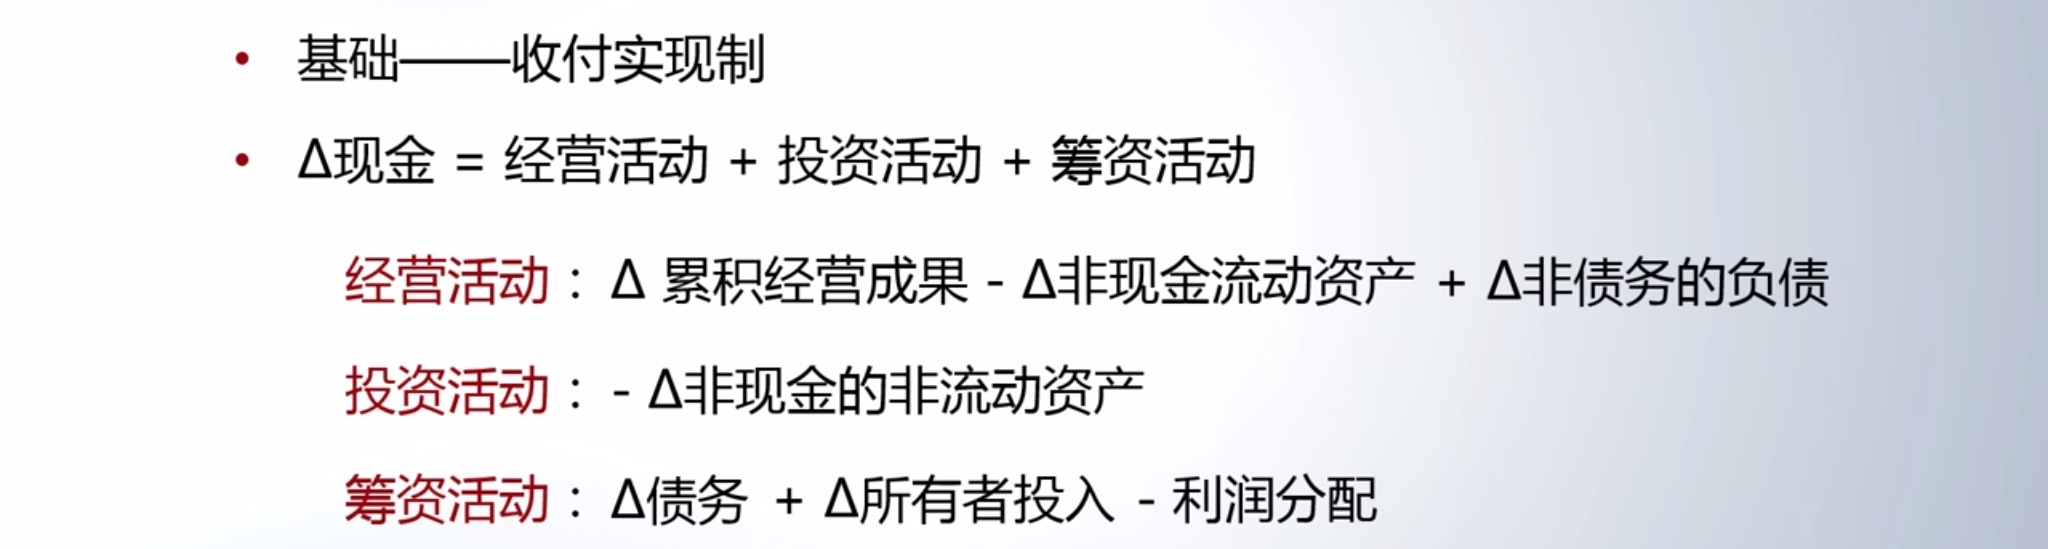 • 基础——收付实现制
• Δ现金 = 经营活动 + 投资活动 + 筹资活动
经营活动：Δ 累积经营成果 - Δ非现金流动资产 + Δ非债务的负债
投资活动：- Δ非现金的非流动资产
筹资活动：Δ债务 + Δ所有者投入 - 利润分配